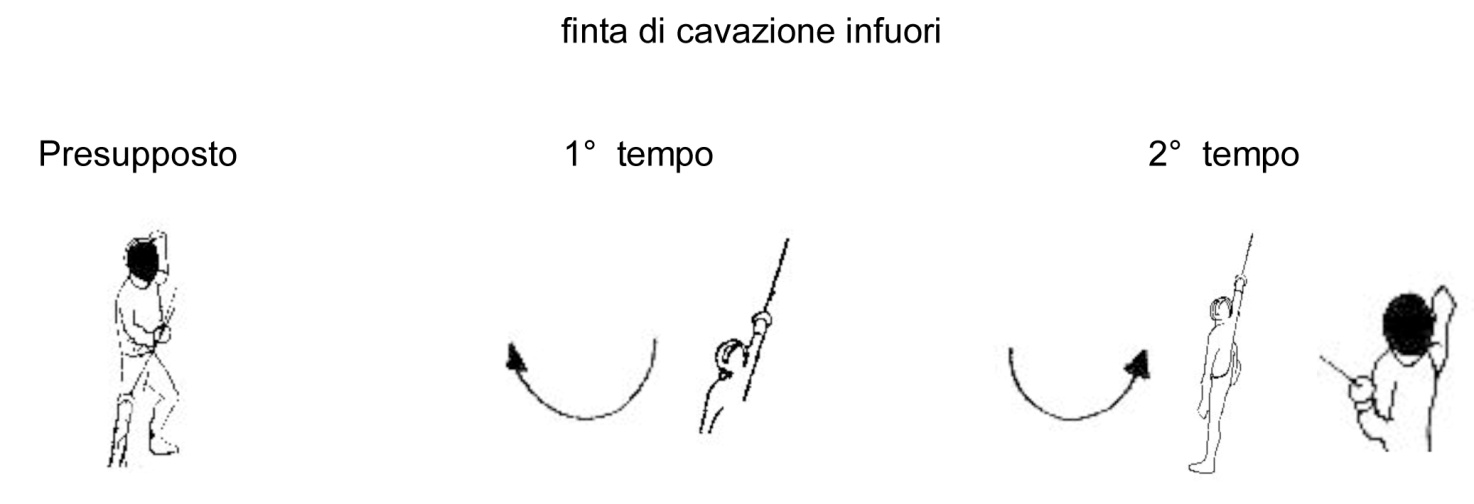 finta di cavazione infuori
Presupposto
1° tempo
2° tempo